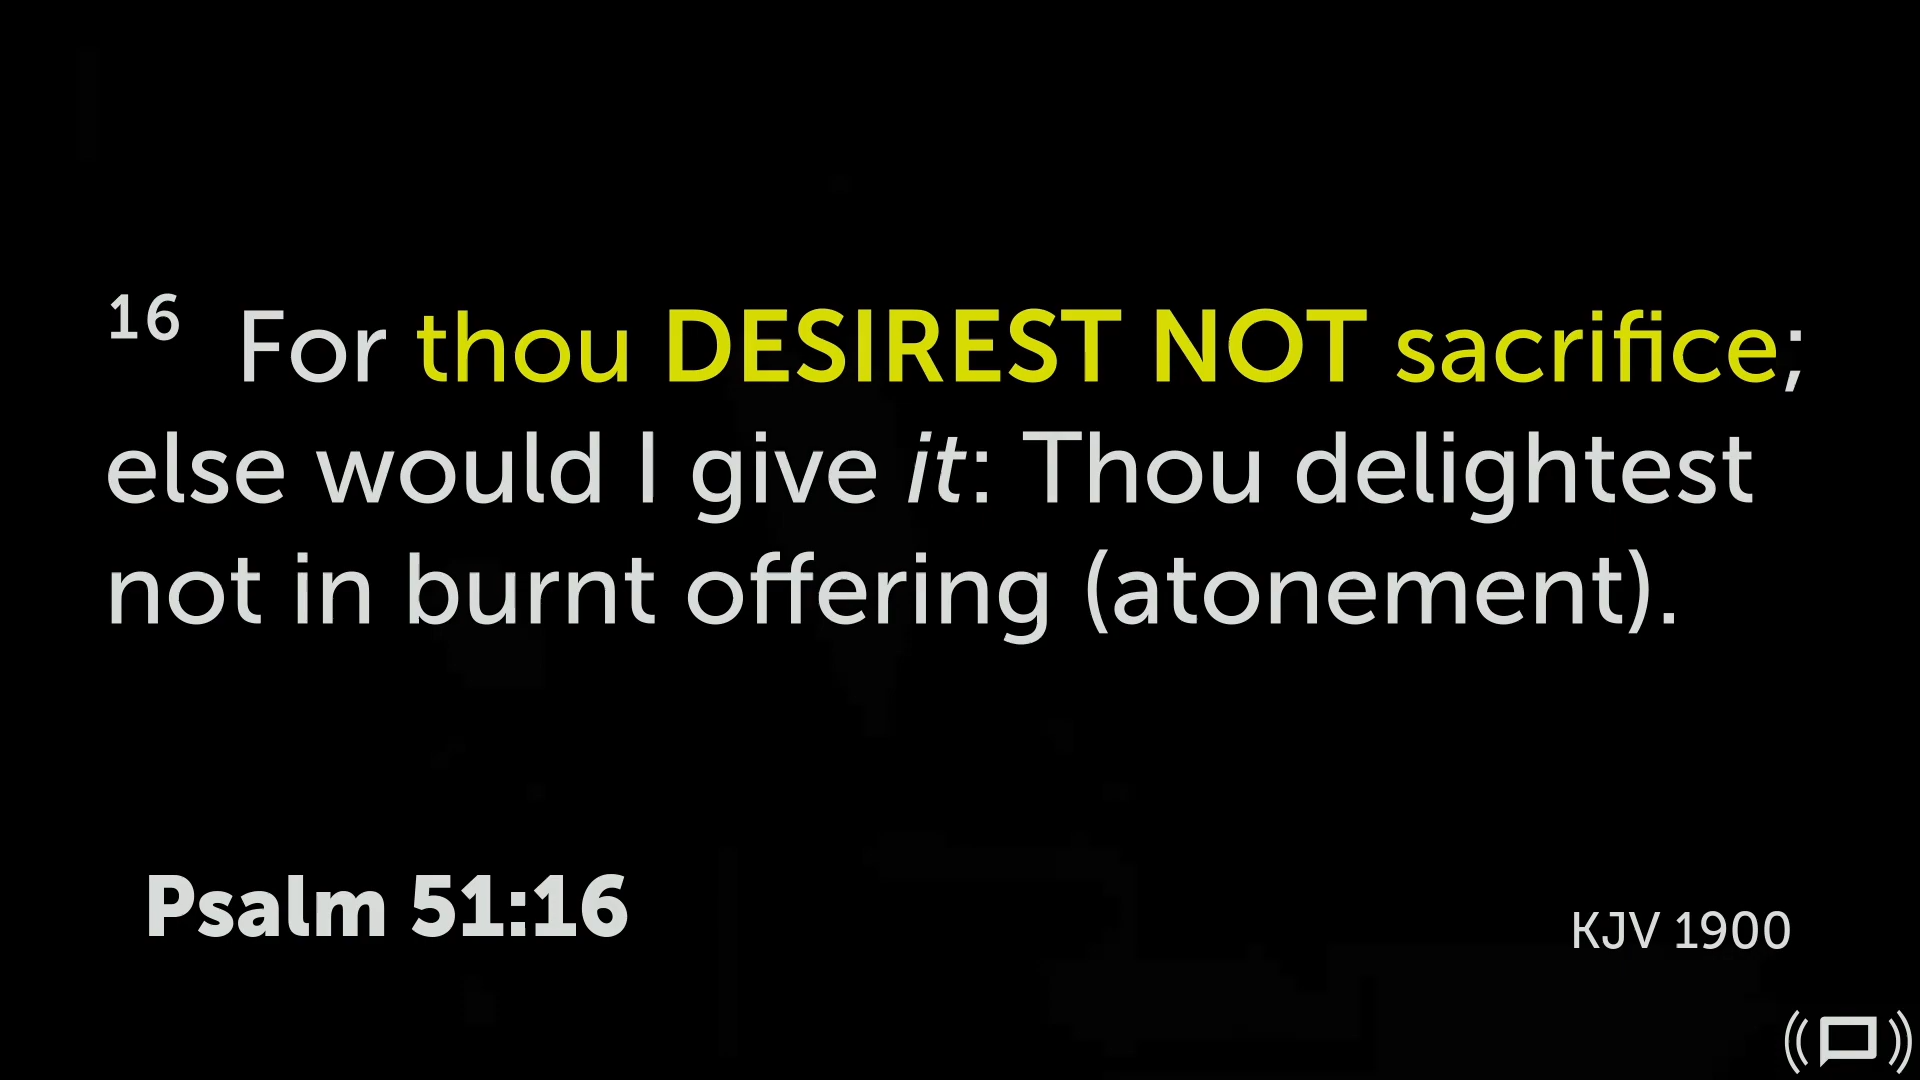 16 For thou DESIREST NOT sacrifice;
else would I give it: Thou delightest
not in burnt offering (atonement).
Psalm 51:16
KJV 1900